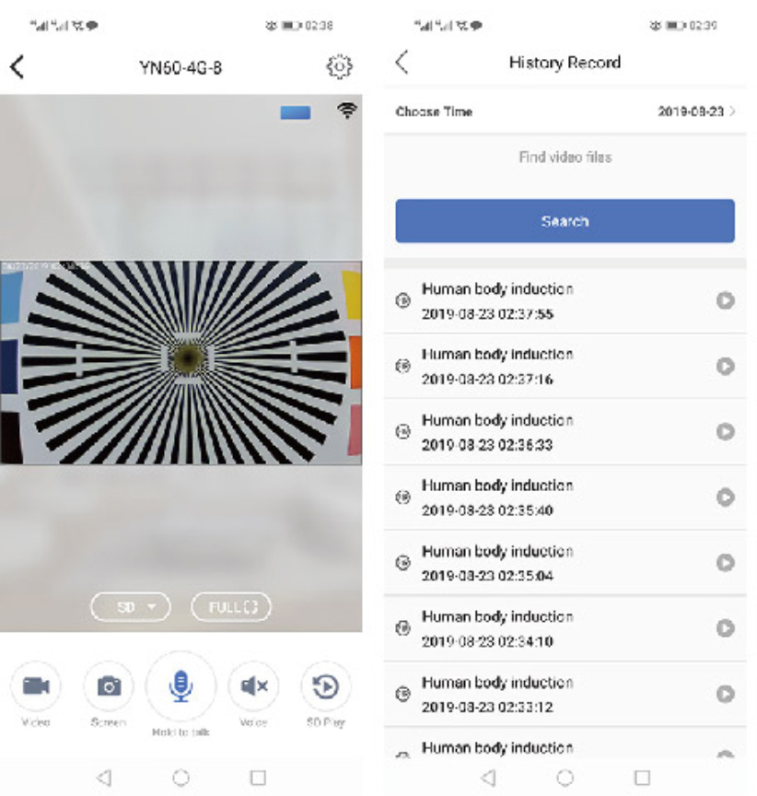 02:38
YN60-4G-8
SD
FULL
Video
Screen
Hold to talk
Voice
SD Play
02:39
History Record
Choose Time
2019-08-23
Find video files
Search
Human body induction
2019-08-23 02:37:55
Human body induction
2019-08-23 02:37:16
Human body induction
2019-08-23 02:36:33
Human body induction
2019-08-23 02:35:40
Human body induction
2019-08-23 02:35:04
Human body induction
2019-08-23 02:34:10
Human body induction
2019-08-23 02:33:12
Human body induction